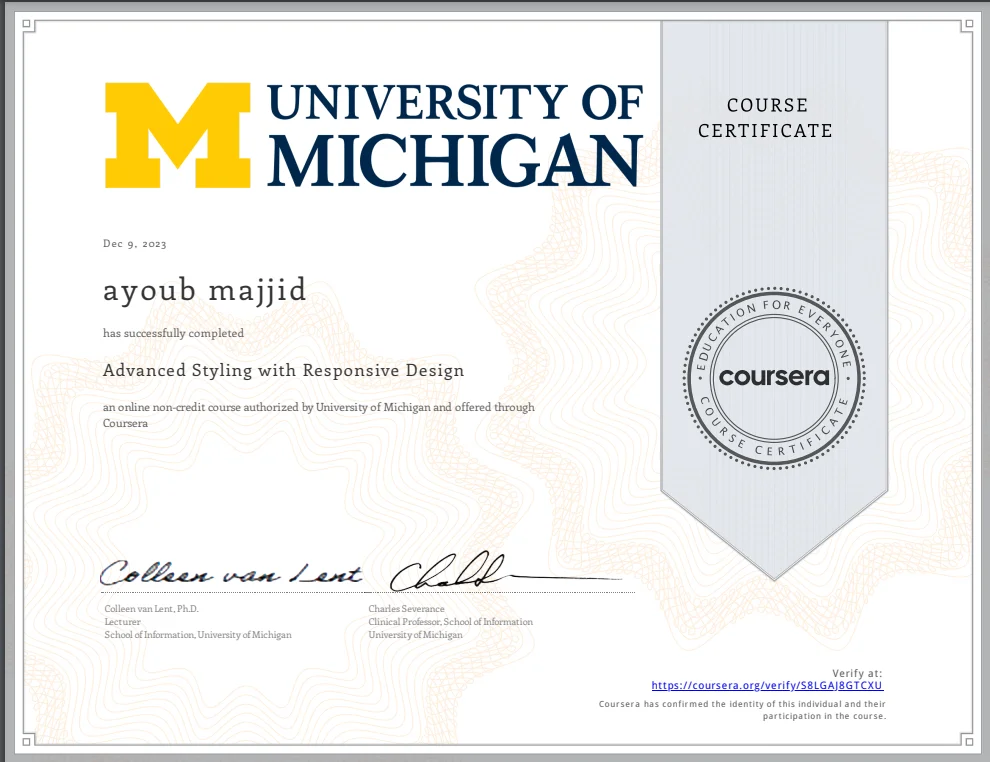 UNIVERSITY OF
MICHIGAN
COURSE
CERTIFICATE
Dec 9, 2023
ayoub majjid
has successfully completed
Advanced Styling with Responsive Design
an online non-credit course authorized by University of Michigan and offered through
Coursera
EDUCATION FOR EVERYONE
coursera
COURSE CERTIFICATE
Colleen van Lent
Colleen van Lent, Ph.D.
Lecturer
School of Information, University of Michigan
Charles Severance
Clinical Professor, School of Information
University of Michigan
Verify at:
https://coursera.org/verify/S8LGAJ8GTCXU
Coursera has confirmed the identity of this individual and their
participation in the course.